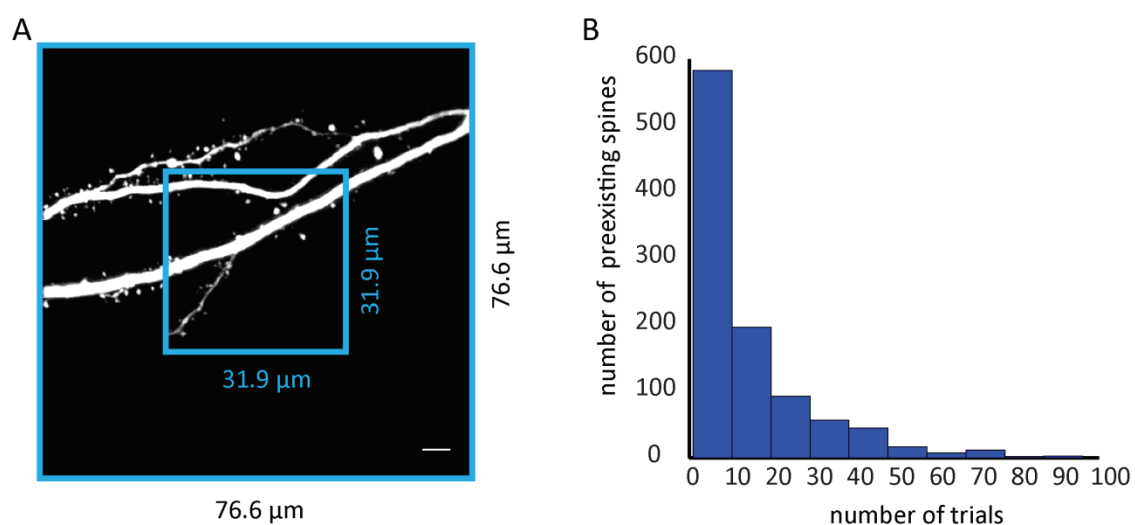 A
31.9 µm
31.9 µm
76.6 µm
76.6 µm
B
600
500
400
300
200
100
0
number of preexisting spines
0 10 20 30 40 50 60 70 80 90 100
number of trials